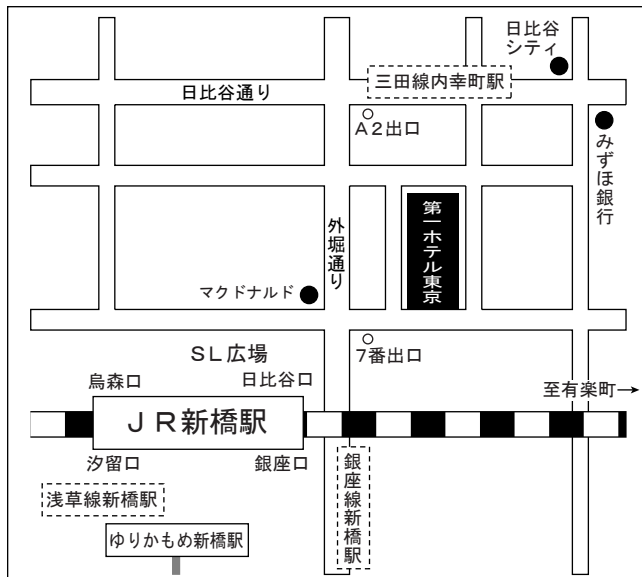 日比谷
シティ
三田線内幸町駅
日比谷通り
A2出口
みずほ銀行
外堀通り
第一ホテル東京
マクドナルド
SL広場
7番出口
烏森口
日比谷口
至有楽町→
JR新橋駅
汐留口
銀座口
浅草線新橋駅
銀座線新橋駅
ゆりかもめ新橋駅